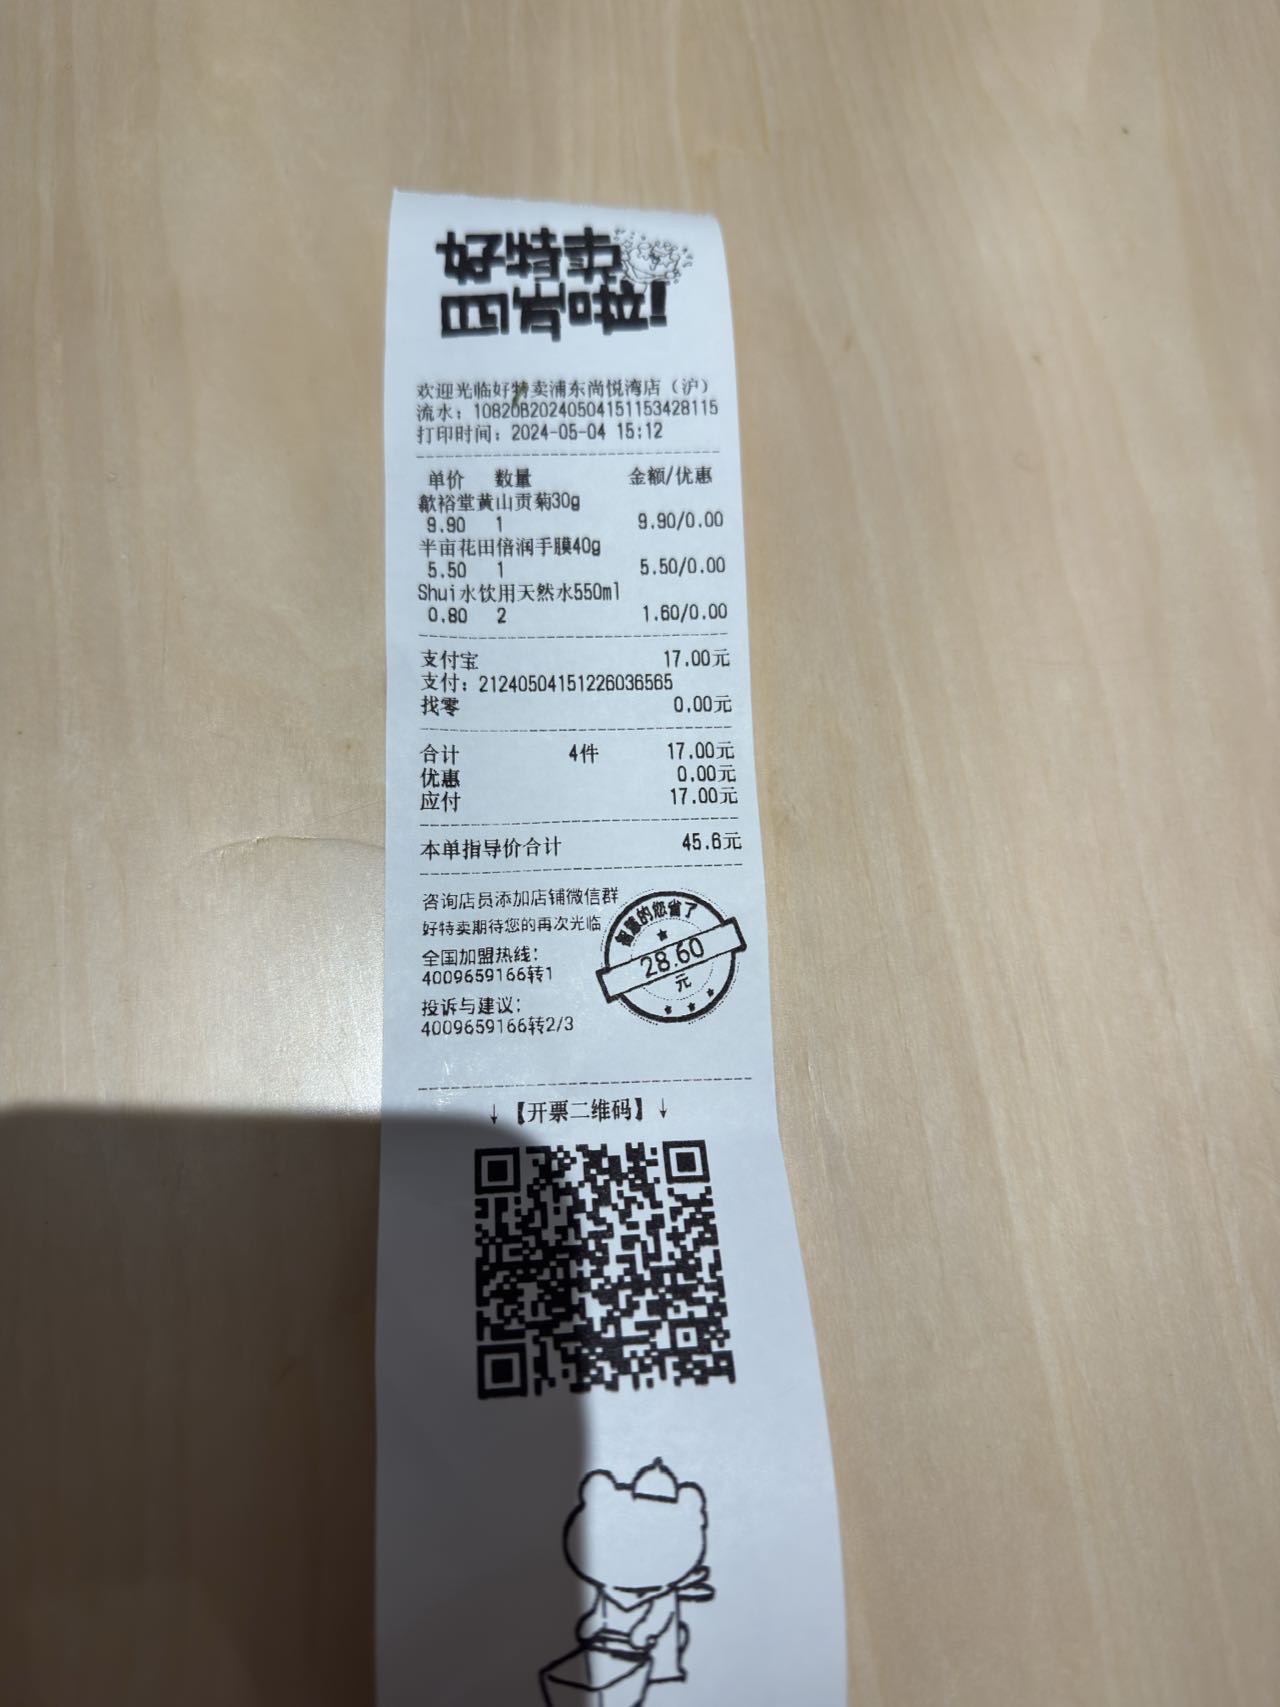 欢迎光临好特卖浦东尚悦湾店（沪）
流水：10820B20240504151153428115
打印时间：2024-05-04 15:12
单价 数量 金额/优惠
歙裕堂黄山贡菊30g
9.90 1 9.90/0.00
半亩花田倍润手膜40g
5.50 1 5.50/0.00
Shui水饮用天然水550ml
0.80 2 1.60/0.00
支付宝 17.00元
支付：21240504151226036565
找零 0.00元
合计 4件 17.00元
优惠 0.00元
应付 17.00元
本单指导价合计 45.6元
咨询店员添加店铺微信群
好特卖期待您的再次光临
全国加盟热线：
4009659166转1
投诉与建议：
4009659166转2/3
智慧的您省了
28.60
元
↓【开票二维码】↓